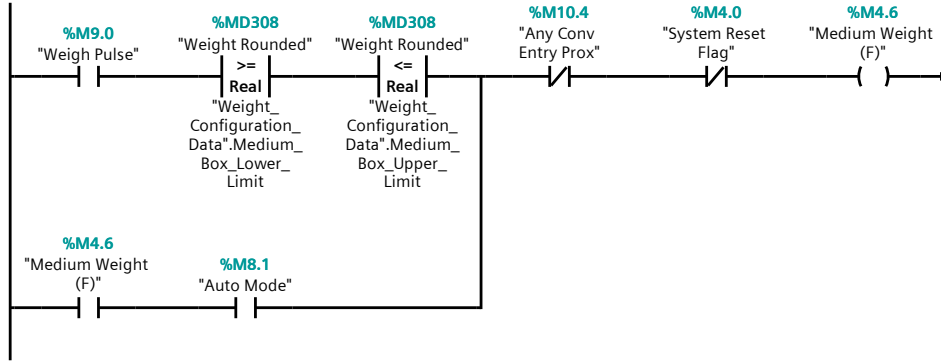 %M9.0
"Weigh Pulse"
%MD308
"Weight Rounded"
>=
Real
"Weight_
Configuration_
Data".Medium_
Box_Lower_
Limit
%MD308
"Weight Rounded"
<=
Real
"Weight_
Configuration_
Data".Medium_
Box_Upper_
Limit
%M10.4
"Any Conv
Entry Prox"
%M4.0
"System Reset
Flag"
%M4.6
"Medium Weight
(F)"
%M4.6
"Medium Weight
(F)"
%M8.1
"Auto Mode"